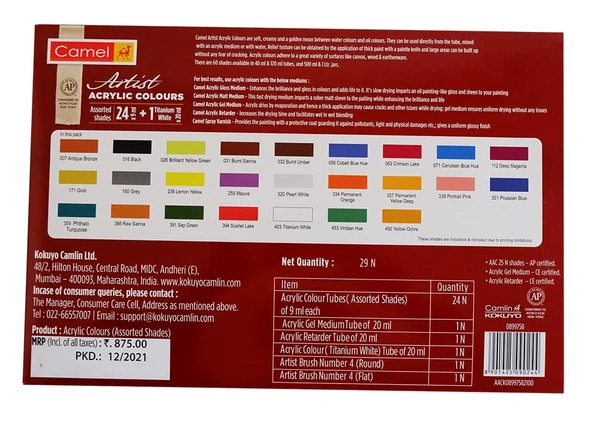 Camel
Artist
ACRYLIC COLOURS
Assorted shades 24 N x 9 ml + 1 Titanium White N x 20 ml
AP
CONFORMS TO ASTM D 4236
Camel Artist Acrylic Colours are soft, creamy and a golden mean between water colours and oil colours. They can be used directly from the tube, mixed
with an acrylic medium or with water. Relief texture can be obtained by the application of thick paint with a palette knife and large areas can be built up
without any fear of cracking. Acrylic colours adhere to a great variety of surfaces like canvas, wood & earthenware.
There are 60 shades available in 40 ml & 120 ml tubes, and 500 ml & 1 ltr. jars.
For best results, use acrylic colours with the below mediums :
Camel Acrylic Gloss Medium - Enhances the brilliance and gloss in colours and adds life to it. It's slow drying imparts an oil painting-like gloss and sheen to your painting
Camel Acrylic Matt Medium - This fast drying medium imparts a sober matt sheen to the paiting while enhancing the brilliance and life
Camel Acrylic Gel Medium - Acrylic dries by evaporation and hence a thick application may cause cracks and other issues while drying; gel medium ensures uniform drying without any issues
Camel Acrylic Retarder - Increases the drying time and facilitates wet in wet blending
Camel Spray Varnish - Provides the painting with a protective coat guarding it against pollutants, light and physical damages etc.; gives a uniform glossy finish
In this pack
007 Antique Bronze
016 Black
026 Brilliant Yellow Green
031 Burnt Sienna
032 Burnt Umber
056 Cobalt Blue Hue
063 Crimson Lake
071 Cerulean Blue Hue
112 Deep Magenta
171 Gold
180 Grey
236 Lemon Yellow
255 Mauve
320 Pearl White
334 Permanent Orange
337 Permanent Yellow Deep
339 Portrait Pink
351 Prussian Blue
359 Phthalo Turquoise
366 Raw Sienna
391 Sap Green
394 Scarlet Lake
423 Titanium White
453 Viridian Hue
492 Yellow Ochre
These shades are indicative & not exact due to printing limitations.
Kokuyo Camlin Ltd.
48/2, Hilton House, Central Road, MIDC, Andheri (E),
Mumbai – 400093, Maharashtra, India. www.kokuyocamlin.com
Incase of consumer queries, please contact :
The Manager, Consumer Care Cell, Address as mentioned above.
Tel : 022-66557007 | Email : support@kokuyocamlin.com
Product : Acrylic Colours (Assorted Shades)
MRP (Incl. of all taxes) : ₹. 875.00
PKD.: 12/2021
Net Quantity : 29 N
Item Quantity
Acrylic Colour Tubes( Assorted Shades) 24 N
of 9 ml each
Acrylic Gel Medium Tube of 20 ml 1 N
Acrylic Retarder Tube of 20 ml 1 N
Acrylic Colour ( Titanium White) Tube of 20 ml 1 N
Artist Brush Number 4 (Round) 1 N
Artist Brush Number 4 (Flat) 1 N
• AAC 25 N shades – AP certified.
• Acrylic Gel Medium – CE certified.
• Acrylic Retarder – CE certified.
Camlin
KOKUYO
AP
CONFORMS TO ASTM D 4236
0899758
8 901425 090244
AACK0899758Z100